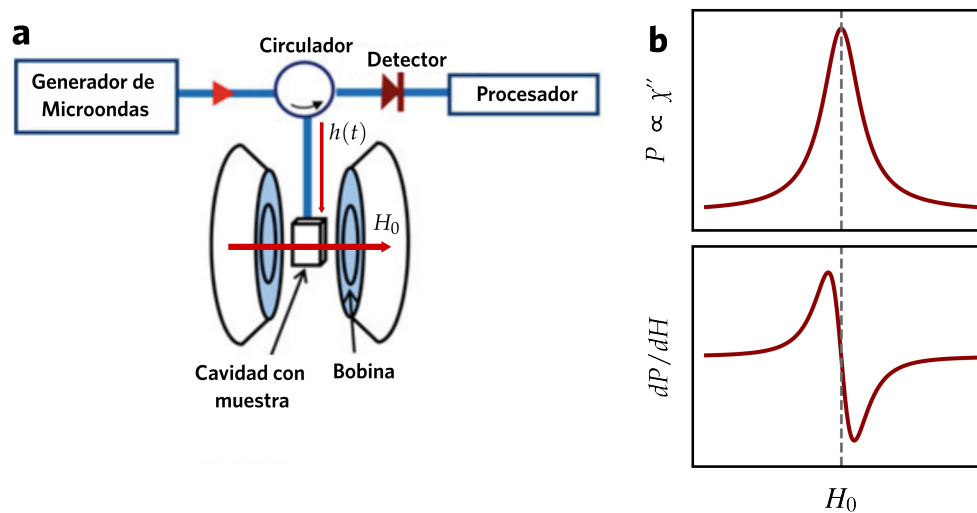 a
Circulador
Detector
Generador de
Microondas
Procesador
h(t)
H₀
Cavidad con
muestra
Bobina
b
P ∝ χ″
dP/dH
H₀